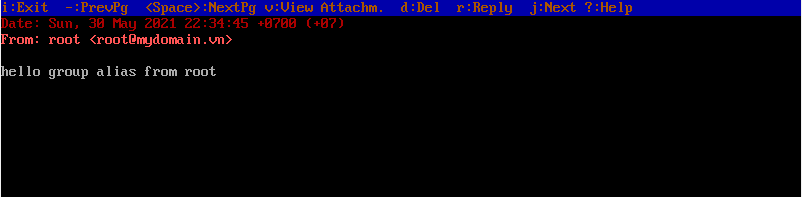 i:Exit  -:PrevPg  <Space>:NextPg v:View Attachm.  d:Del  r:Reply  j:Next ?:Help
Date: Sun, 30 May 2021 22:34:45 +0700 (+07)
From: root <root@mydomain.vn>
hello group alias from root